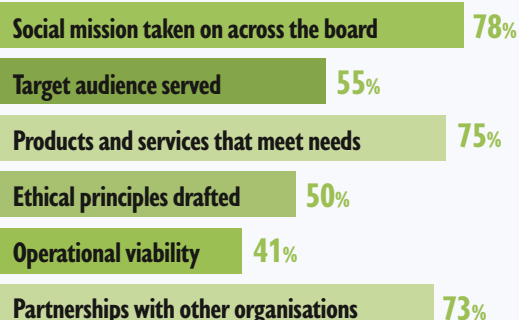 Social mission taken on across the board 78%
Target audience served 55%
Products and services that meet needs 75%
Ethical principles drafted 50%
Operational viability 41%
Partnerships with other organisations 73%